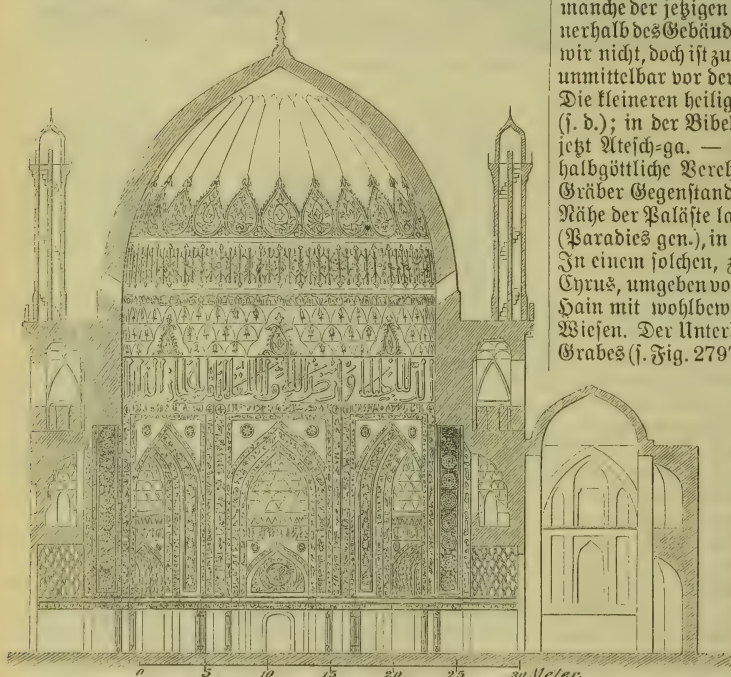 manche der jetzigen
nerhalb des Gebäud
wir nicht, doch ist zu
unmittelbar vor der
Die kleineren heilig
(s. d.); in der Bibel
jetzt Atesch=ga. —
halbgöttliche Vereh
Gräber Gegenstand
Nähe der Paläste la
(Paradies gen.), in
In einem solchen, z
Cyrus, umgeben vo
Hain mit wohlbew
Wiesen. Der Unter
Grabes (s. Fig. 279
0 5 10 15 20 25 30 Meter.